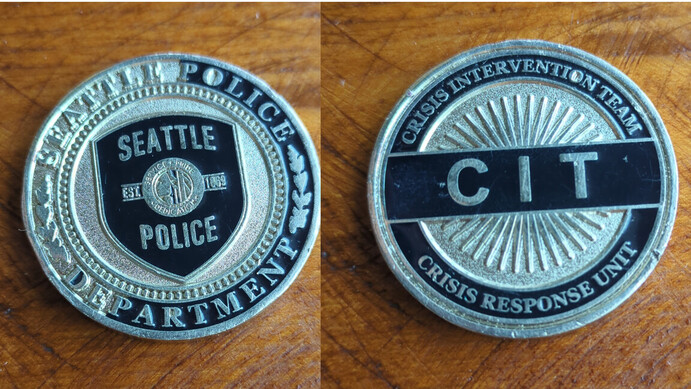 SEATTLE POLICE
SEATTLE
EST. 1869
POLICE
DEPARTMENT
CRISIS INTERVENTION TEAM
CIT
CRISIS RESPONSE UNIT